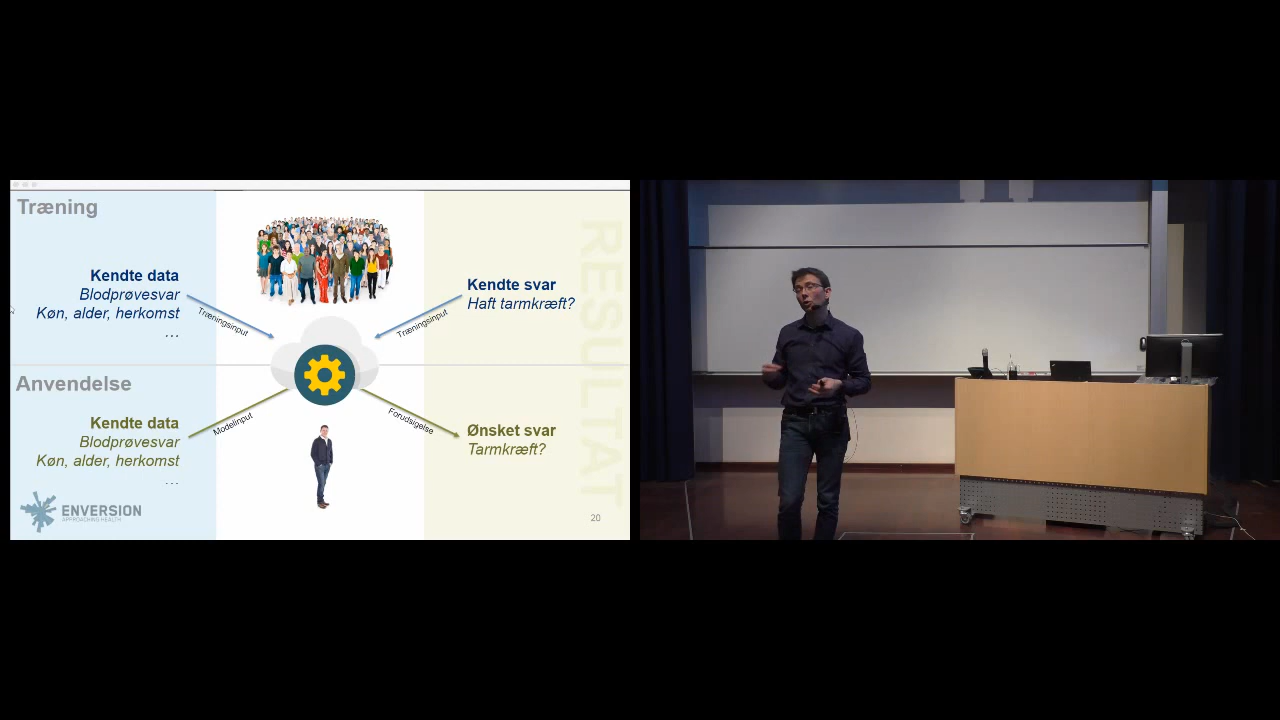 Træning
Kendte data
Blodprøvesvar
Køn, alder, herkomst
…
Træningsinput
Træningsinput
Kendte svar
Haft tarmkræft?
RESULTAT
Anvendelse
Kendte data
Blodprøvesvar
Køn, alder, herkomst
…
Modelinput
Forudsigelse
Ønsket svar
Tarmkræft?
ENVERSION
APPROACHING HEALTH
20